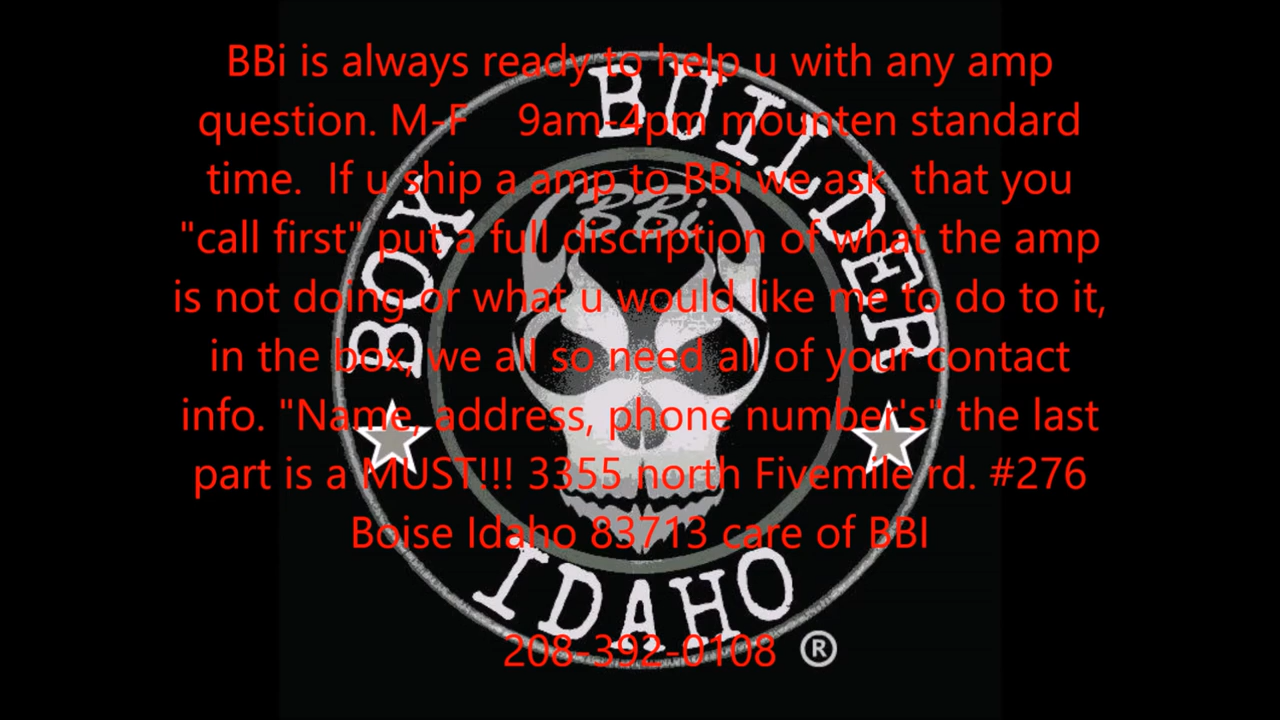 BBi is always ready to help u with any amp
question. M-F    9am-4pm mounten standard
time.  If u ship a amp to BBi we ask  that you
"call first" put a full discription of what the amp
is not doing or what u would like me to do to it,
in the box, we all so need all of your contact
info. "Name, address, phone number's" the last
part is a MUST!!! 3355 north Fivemile rd. #276
Boise Idaho 83713 care of BBI
208-392-0108 ®
BOX BUILDER
BBi
IDAHO